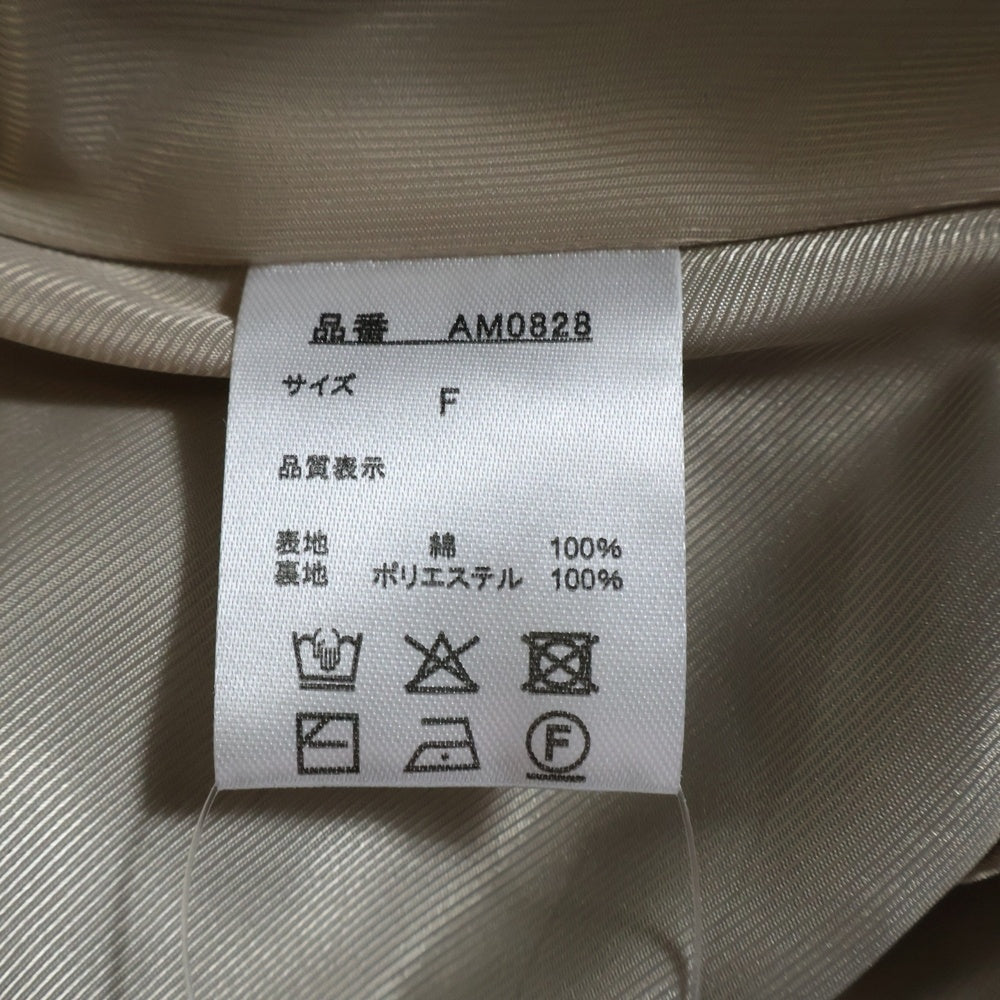 品番 AM0828
サイズ F
品質表示
表地 綿 100%
裏地 ポリエステル 100%
F